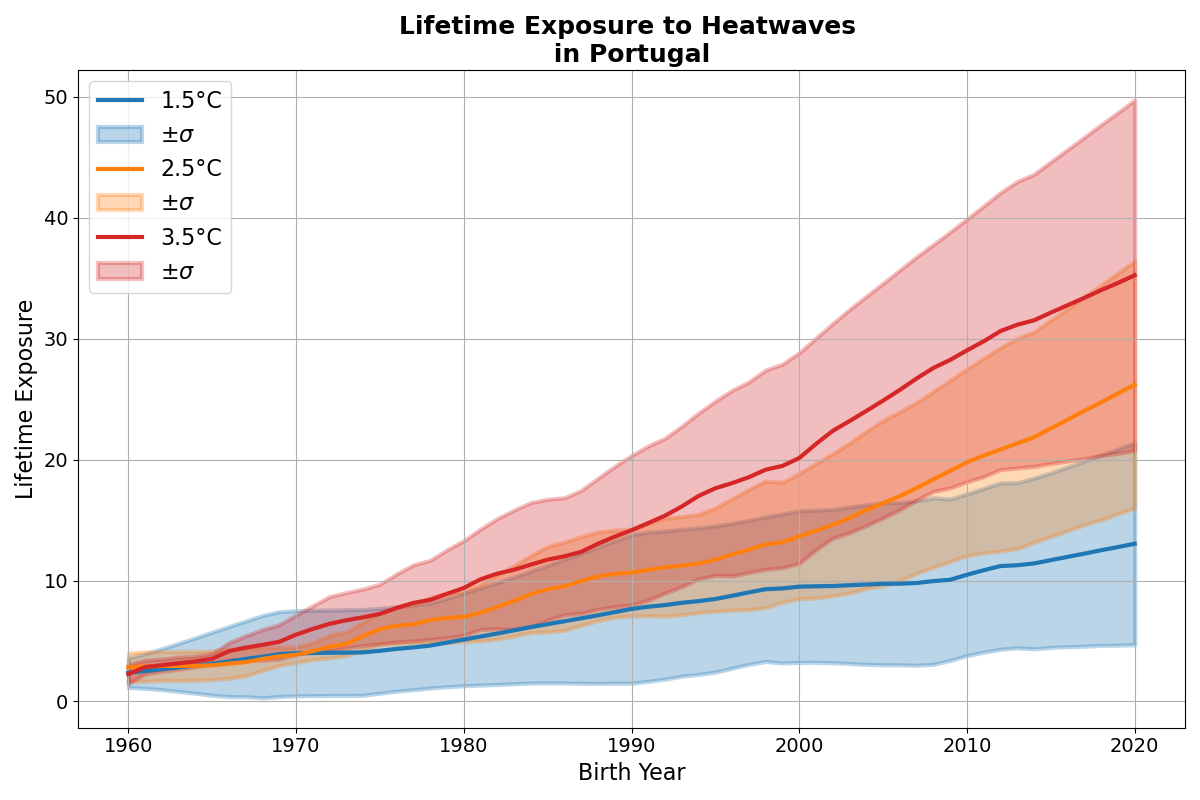 Lifetime Exposure to Heatwaves
in Portugal
1.5°C
±σ
2.5°C
±σ
3.5°C
±σ
Lifetime Exposure
50
40
30
20
10
0
1960 1970 1980 1990 2000 2010 2020
Birth Year